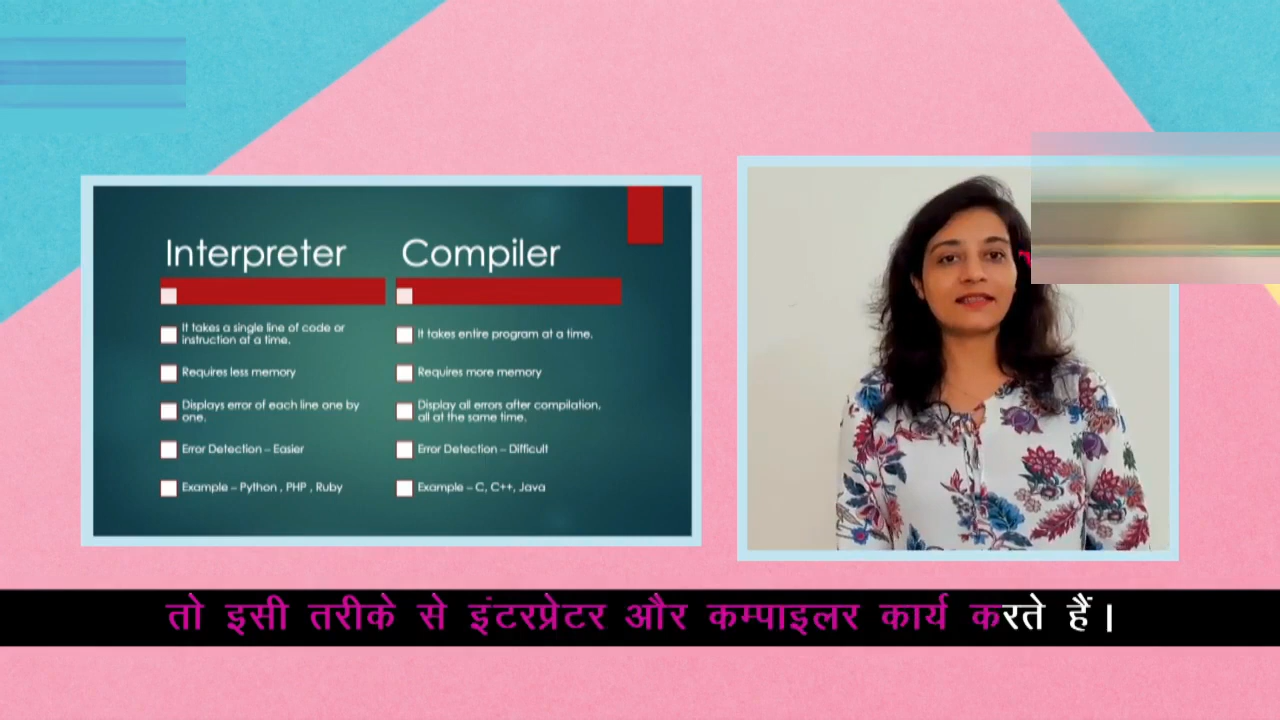 Interpreter
It takes a single line of code or
instruction at a time.
Requires less memory
Displays error of each line one by
one.
Error Detection – Easier
Example – Python , PHP , Ruby
Compiler
It takes entire program at a time.
Requires more memory
Display all errors after compilation,
all at the same time.
Error Detection – Difficult
Example – C, C++, Java
तो इसी तरीके से इंटरप्रेटर और कम्पाइलर कार्य करते हैं।